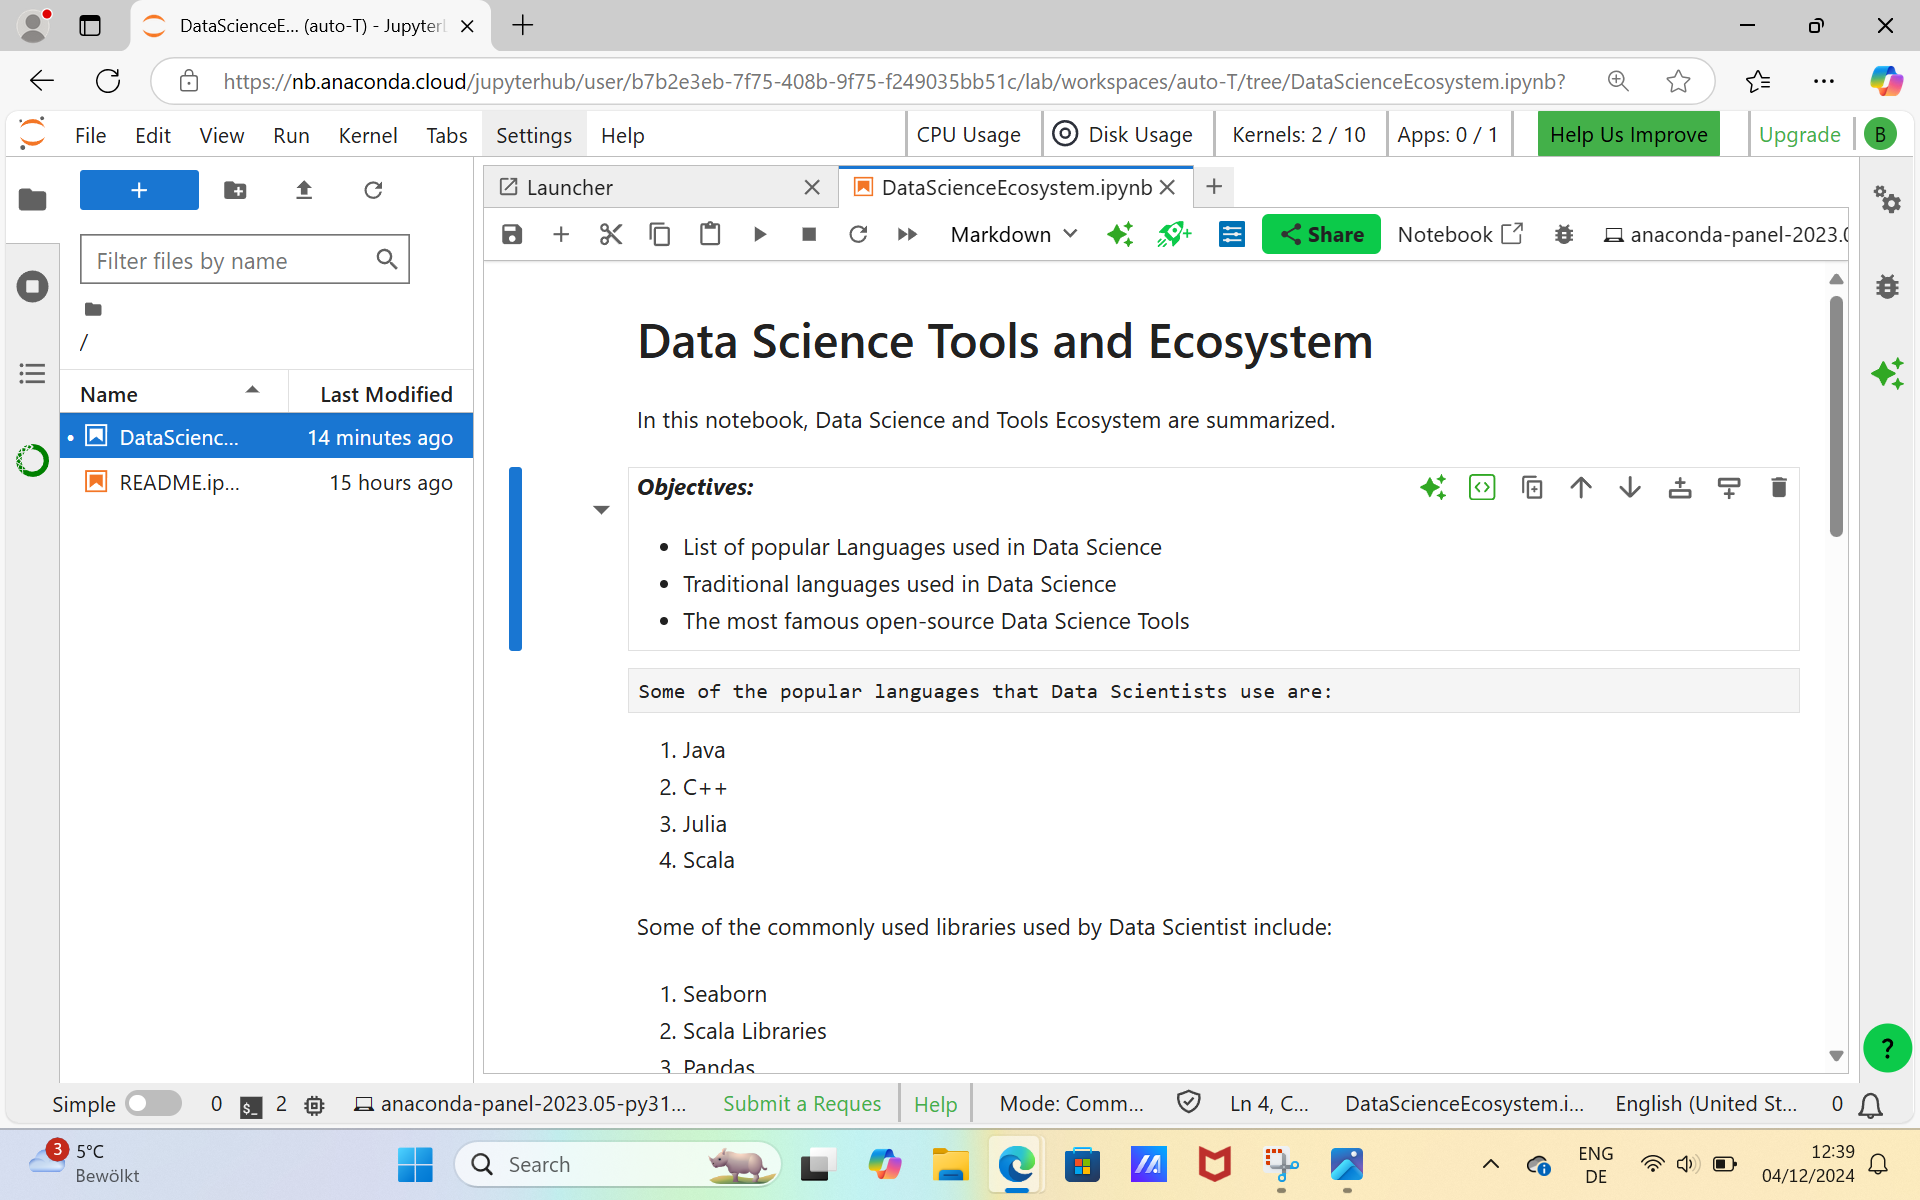 DataScienceE... (auto-T) - Jupyter
https://nb.anaconda.cloud/jupyterhub/user/b7b2e3eb-7f75-408b-9f75-f249035bb51c/lab/workspaces/auto-T/tree/DataScienceEcosystem.ipynb?
File Edit View Run Kernel Tabs Settings Help CPU Usage Disk Usage Kernels: 2 / 10 Apps: 0 / 1 Help Us Improve Upgrade B
Launcher DataScienceEcosystem.ipynb
Markdown Share Notebook anaconda-panel-2023.0
Filter files by name
/
Name Last Modified
DataScienc... 14 minutes ago
README.ip... 15 hours ago
Data Science Tools and Ecosystem
In this notebook, Data Science and Tools Ecosystem are summarized.
Objectives:
• List of popular Languages used in Data Science
• Traditional languages used in Data Science
• The most famous open-source Data Science Tools
Some of the popular languages that Data Scientists use are:
1. Java
2. C++
3. Julia
4. Scala
Some of the commonly used libraries used by Data Scientist include:
1. Seaborn
2. Scala Libraries
3. Pandas
?
Simple 0 $_ 2 anaconda-panel-2023.05-py31... Submit a Reques Help Mode: Comm... Ln 4, C... DataScienceEcosystem.i... English (United St... 0
3 5°C
Bewölkt
Search
ENG
DE
12:39
04/12/2024